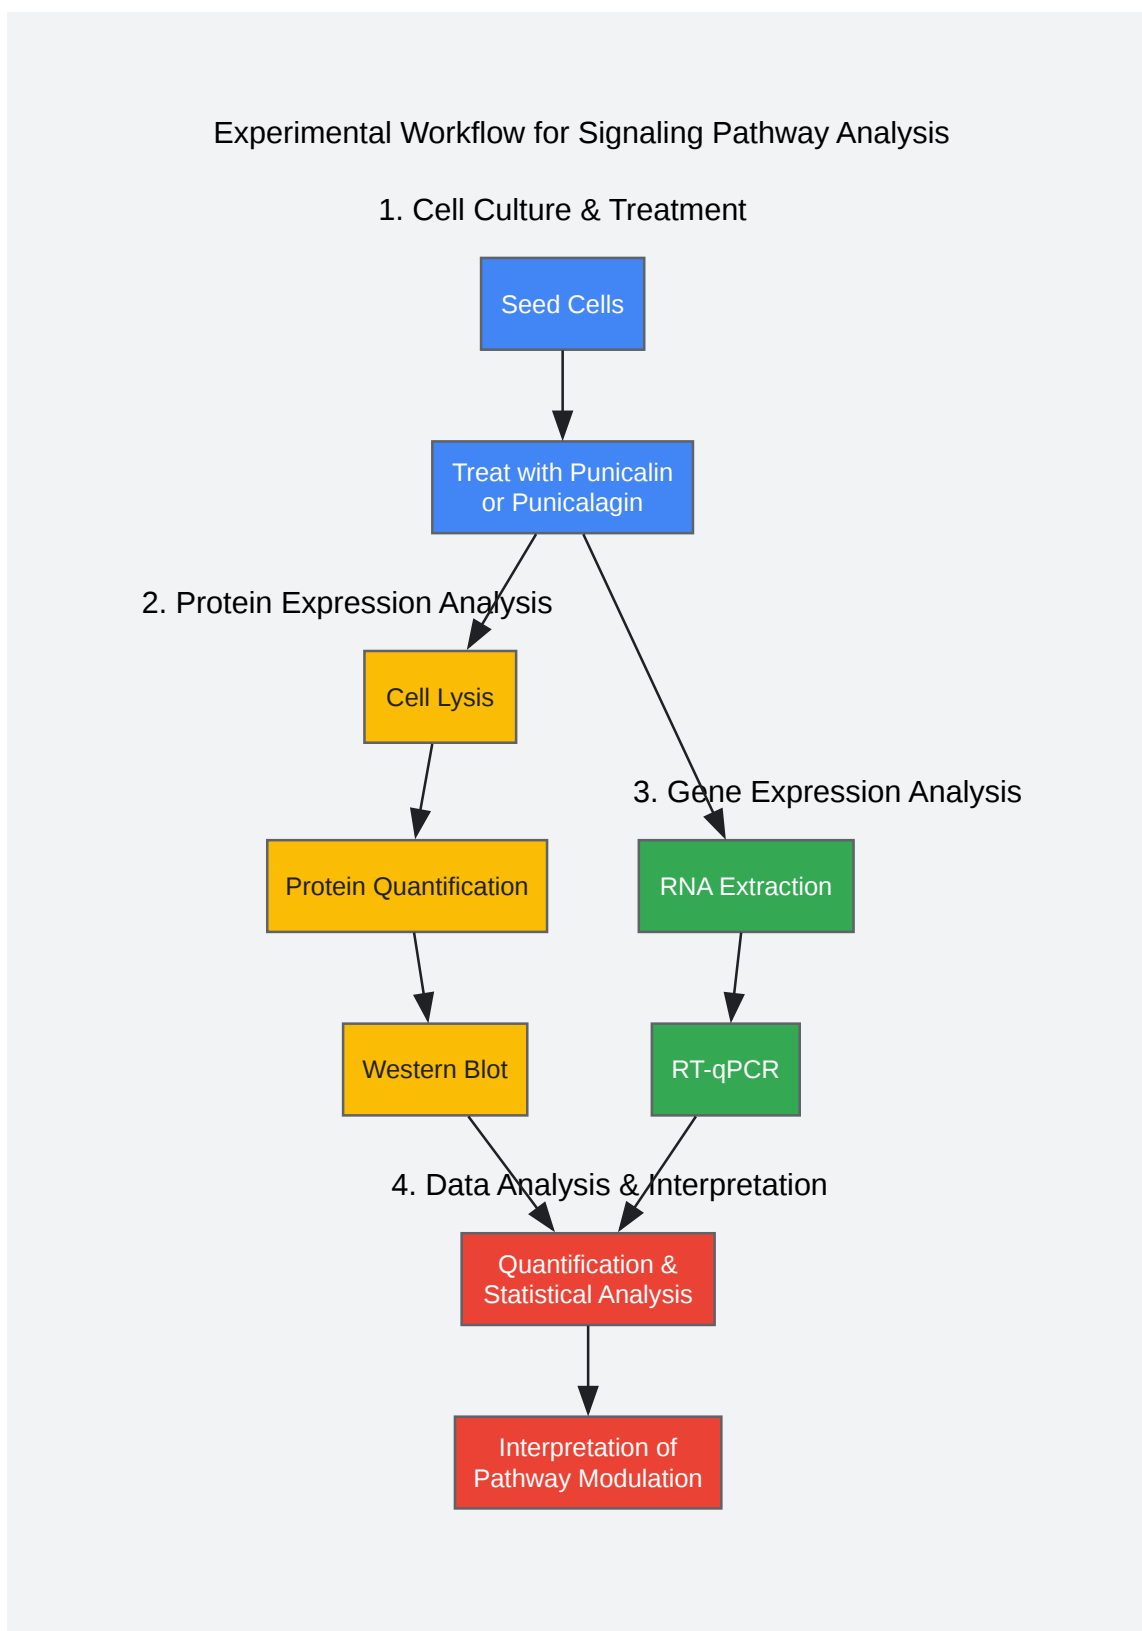 Experimental Workflow for Signaling Pathway Analysis
1. Cell Culture & Treatment
Seed Cells
Treat with Punicalin
or Punicalagin
2. Protein Expression Analysis
Cell Lysis
3. Gene Expression Analysis
Protein Quantification
RNA Extraction
Western Blot
RT-qPCR
4. Data Analysis & Interpretation
Quantification &
Statistical Analysis
Interpretation of
Pathway Modulation